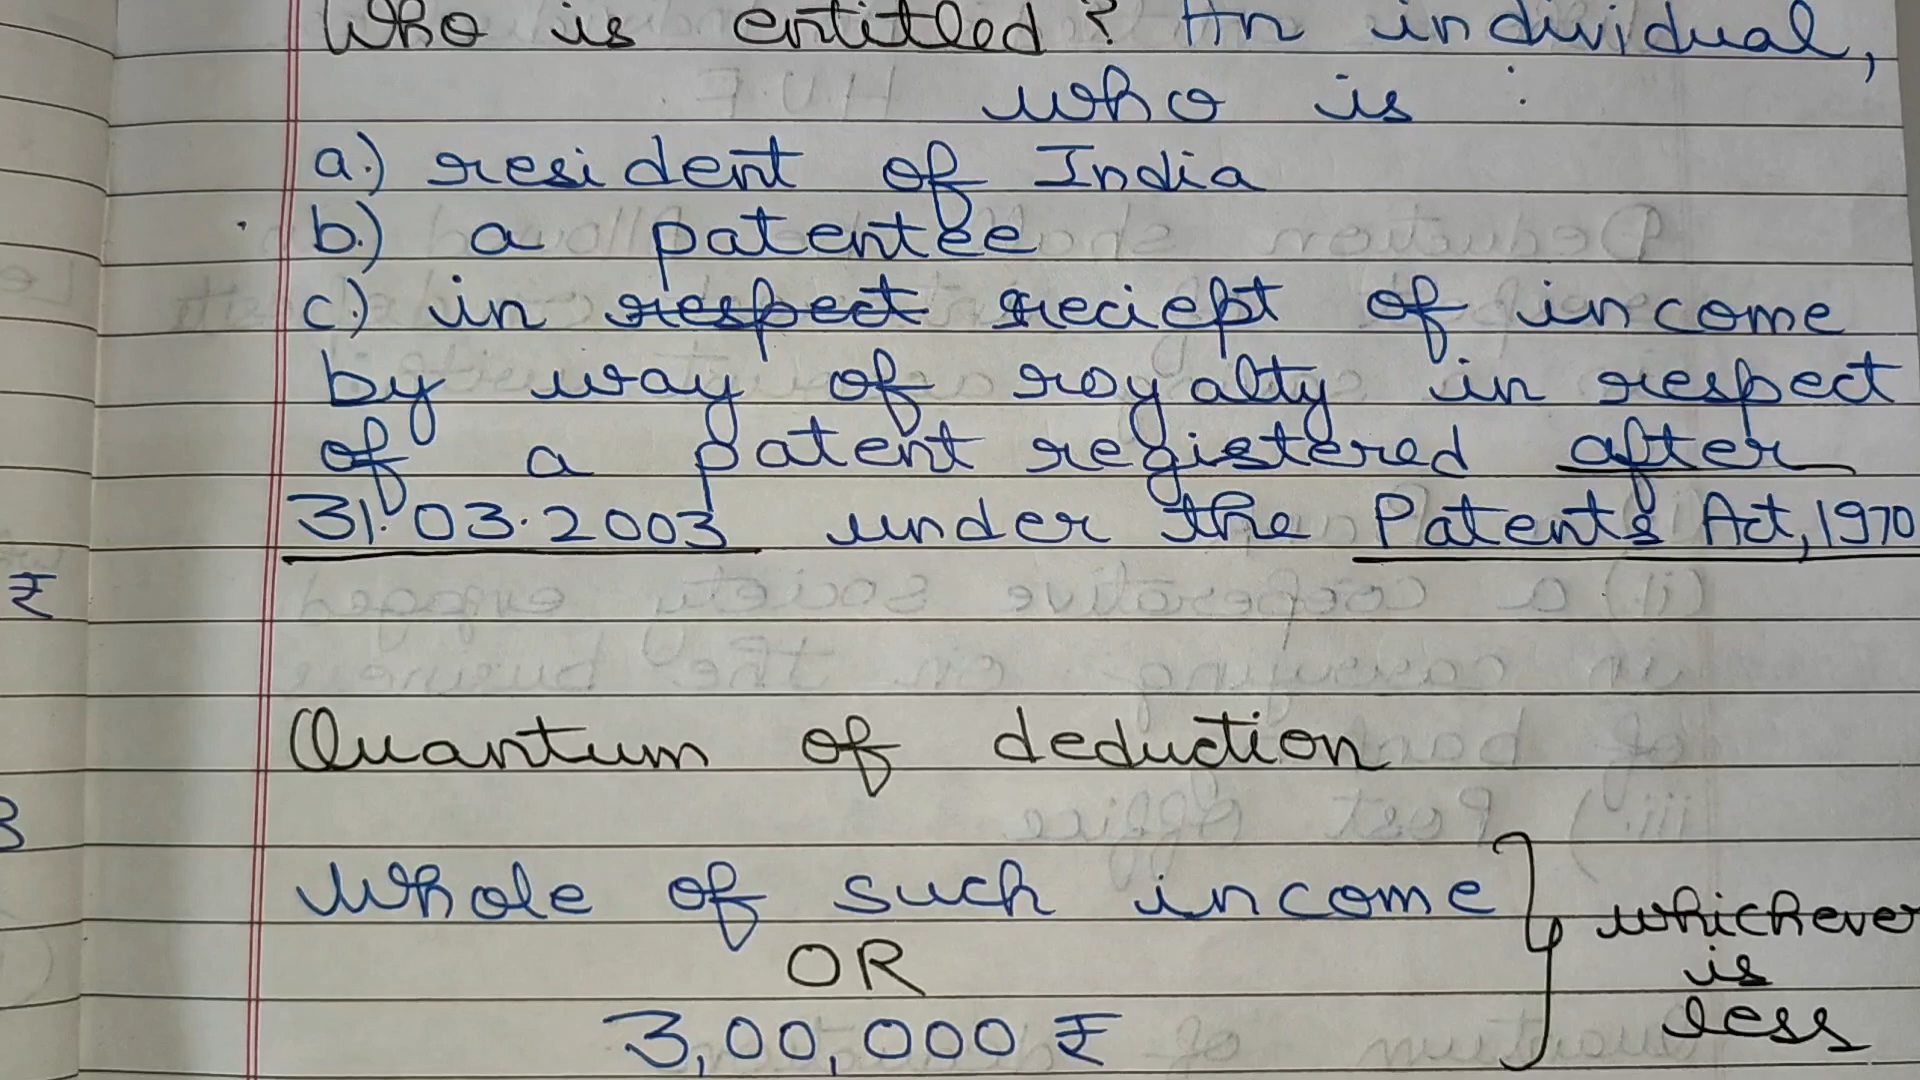 Who is entitled? An individual,
who is :
a.) resident of India
b.) a patentee
c.) in respect reciept of income
by way of royalty in respect
of a patent registered after
31.03.2003 under the Patents Act, 1970
₹
Quantum of deduction
3
Whole of such income
OR
3,00,000 ₹
whichever
is
less